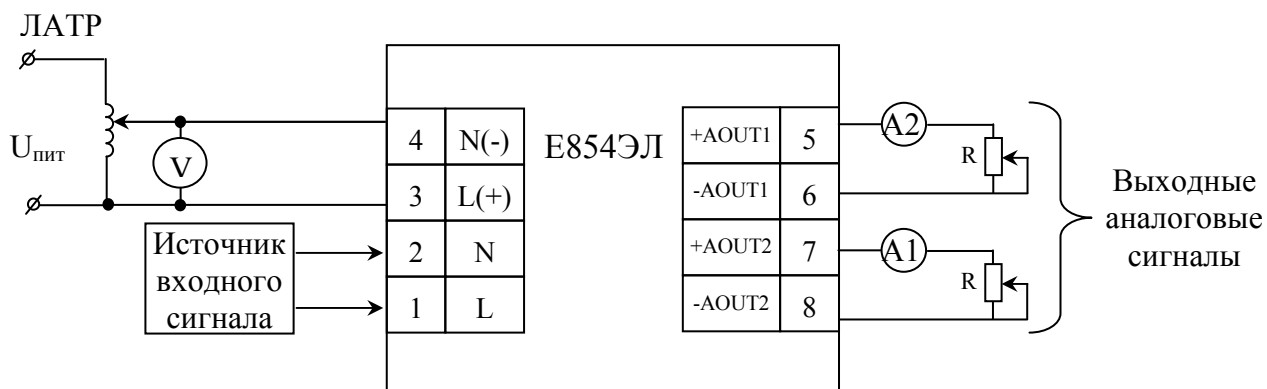 ЛАТР
Uпит
V
4 N(-)
3 L(+)
2 N
1 L
Источник
входного
сигнала
Е854ЭЛ
+AOUT1 5
-AOUT1 6
+AOUT2 7
-AOUT2 8
A2
R
A1
R
Выходные
аналоговые
сигналы